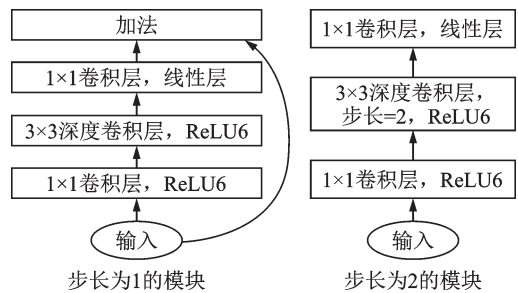 加法
1×1卷积层，线性层
3×3深度卷积层，ReLU6
1×1卷积层，ReLU6
输入
步长为1的模块
1×1卷积层，线性层
3×3深度卷积层，
步长=2，ReLU6
1×1卷积层，ReLU6
输入
步长为2的模块